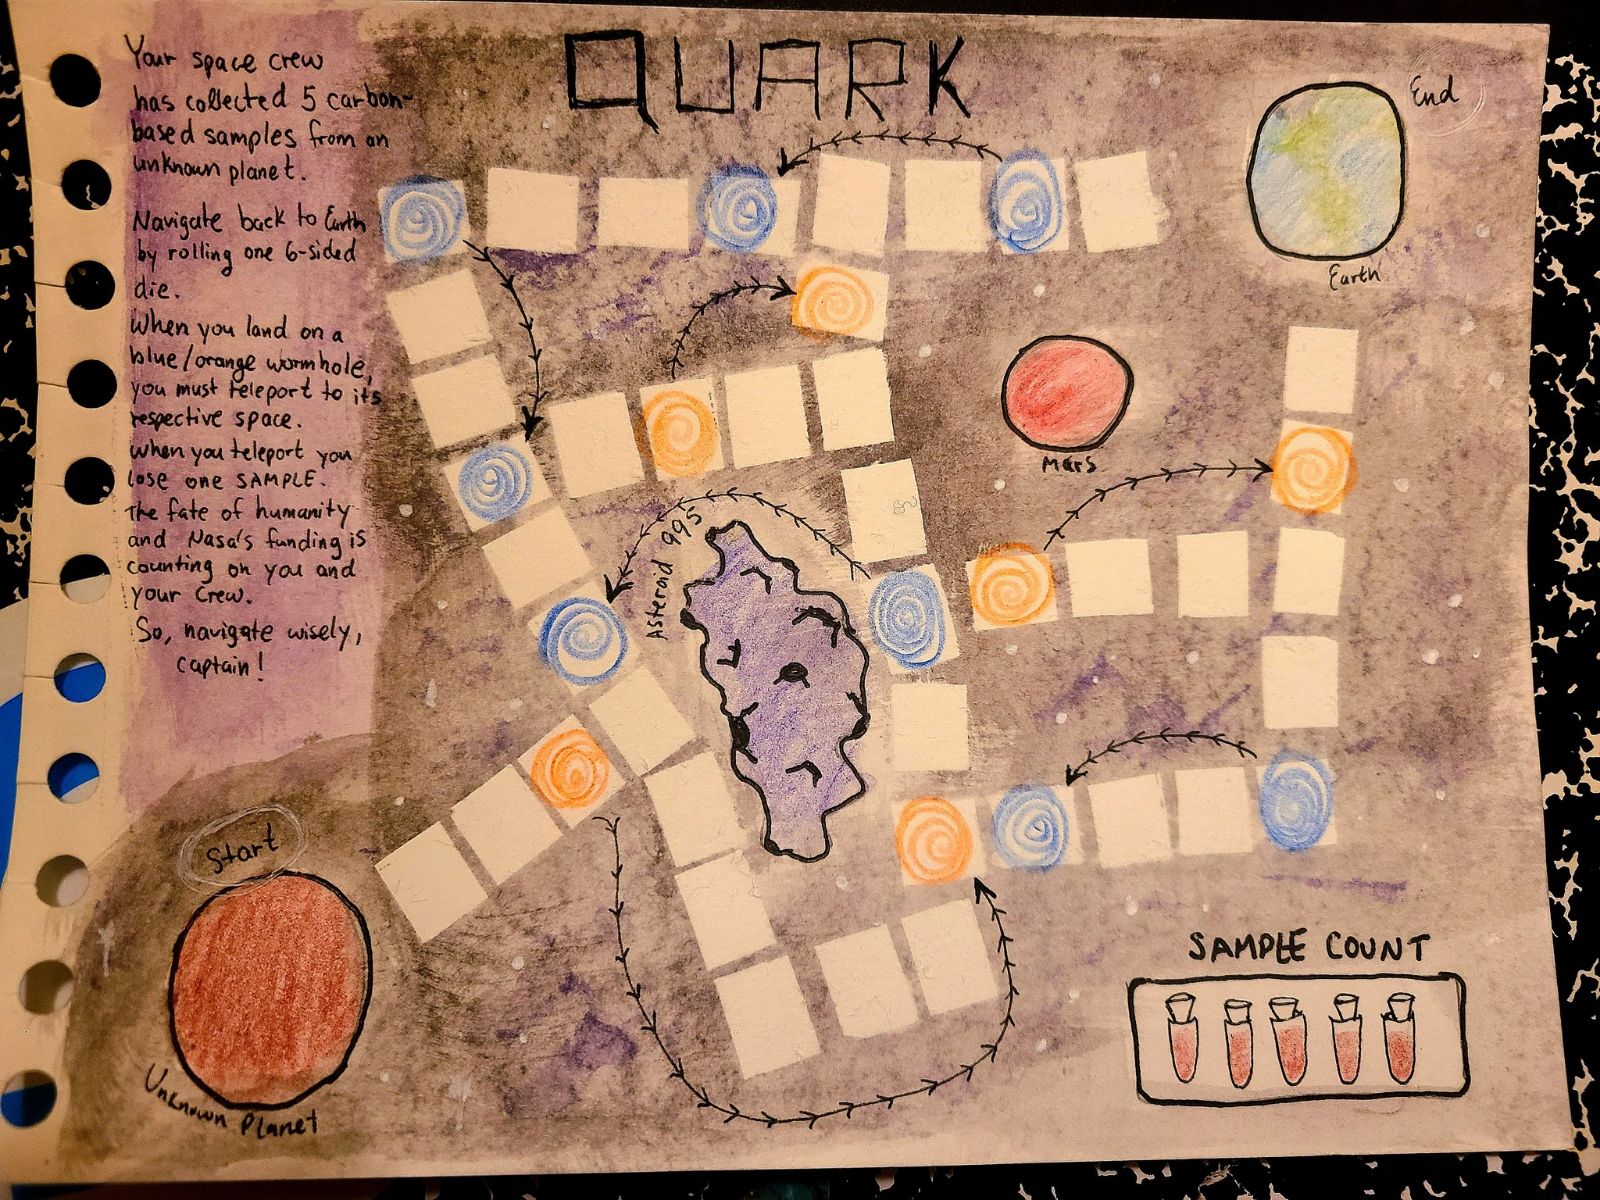 QUARK
Your space crew
has collected 5 carbon-
based samples from an
unknown planet.
Navigate back to Earth
by rolling one 6-sided
die.
When you land on a
blue/orange wormhole,
you must teleport to its
respective space.
When you teleport you
lose one SAMPLE.
The fate of humanity
and Nasa's funding is
counting on you and
your crew.
So, navigate wisely,
captain!
End
Earth
Mars
Asteroid 995
Start
Unknown Planet
SAMPLE COUNT